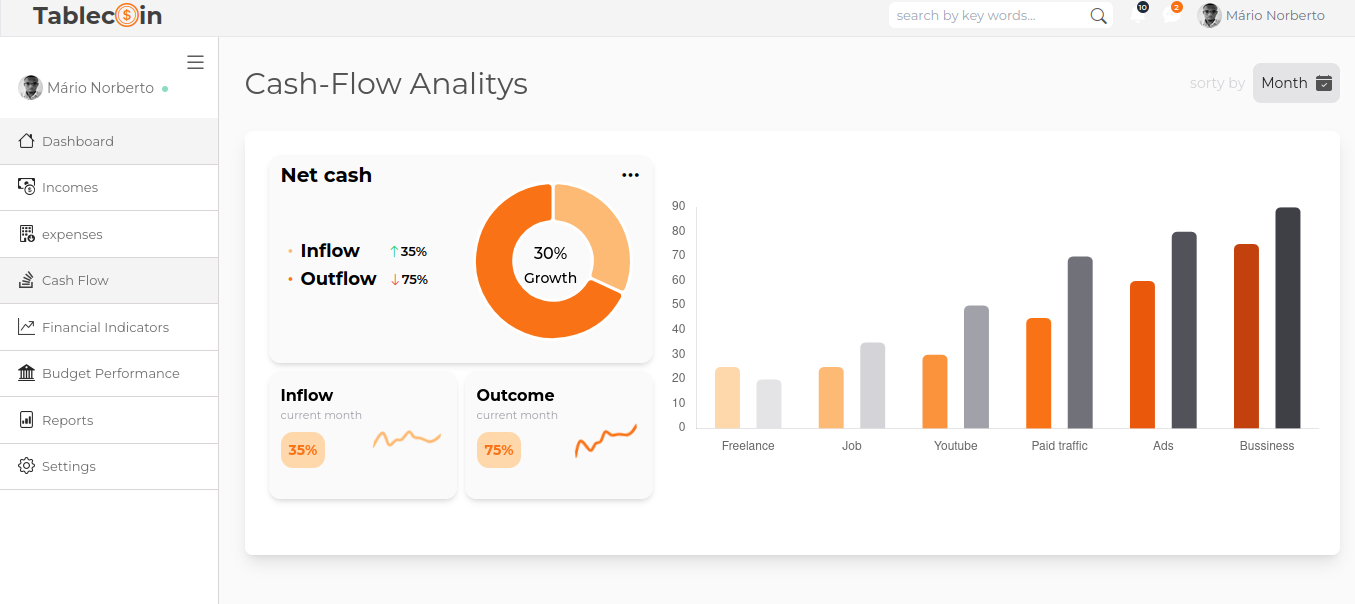 Tablecoin
search by key words...
10
2
Mário Norberto
Mário Norberto
Dashboard
Incomes
expenses
Cash Flow
Financial Indicators
Budget Performance
Reports
Settings
Cash-Flow Analitys
sorty by
Month
Net cash
Inflow ↑35%
Outflow ↓75%
30%
Growth
Inflow
current month
35%
Outcome
current month
75%
90
80
70
60
50
40
30
20
10
0
Freelance Job Youtube Paid traffic Ads Bussiness